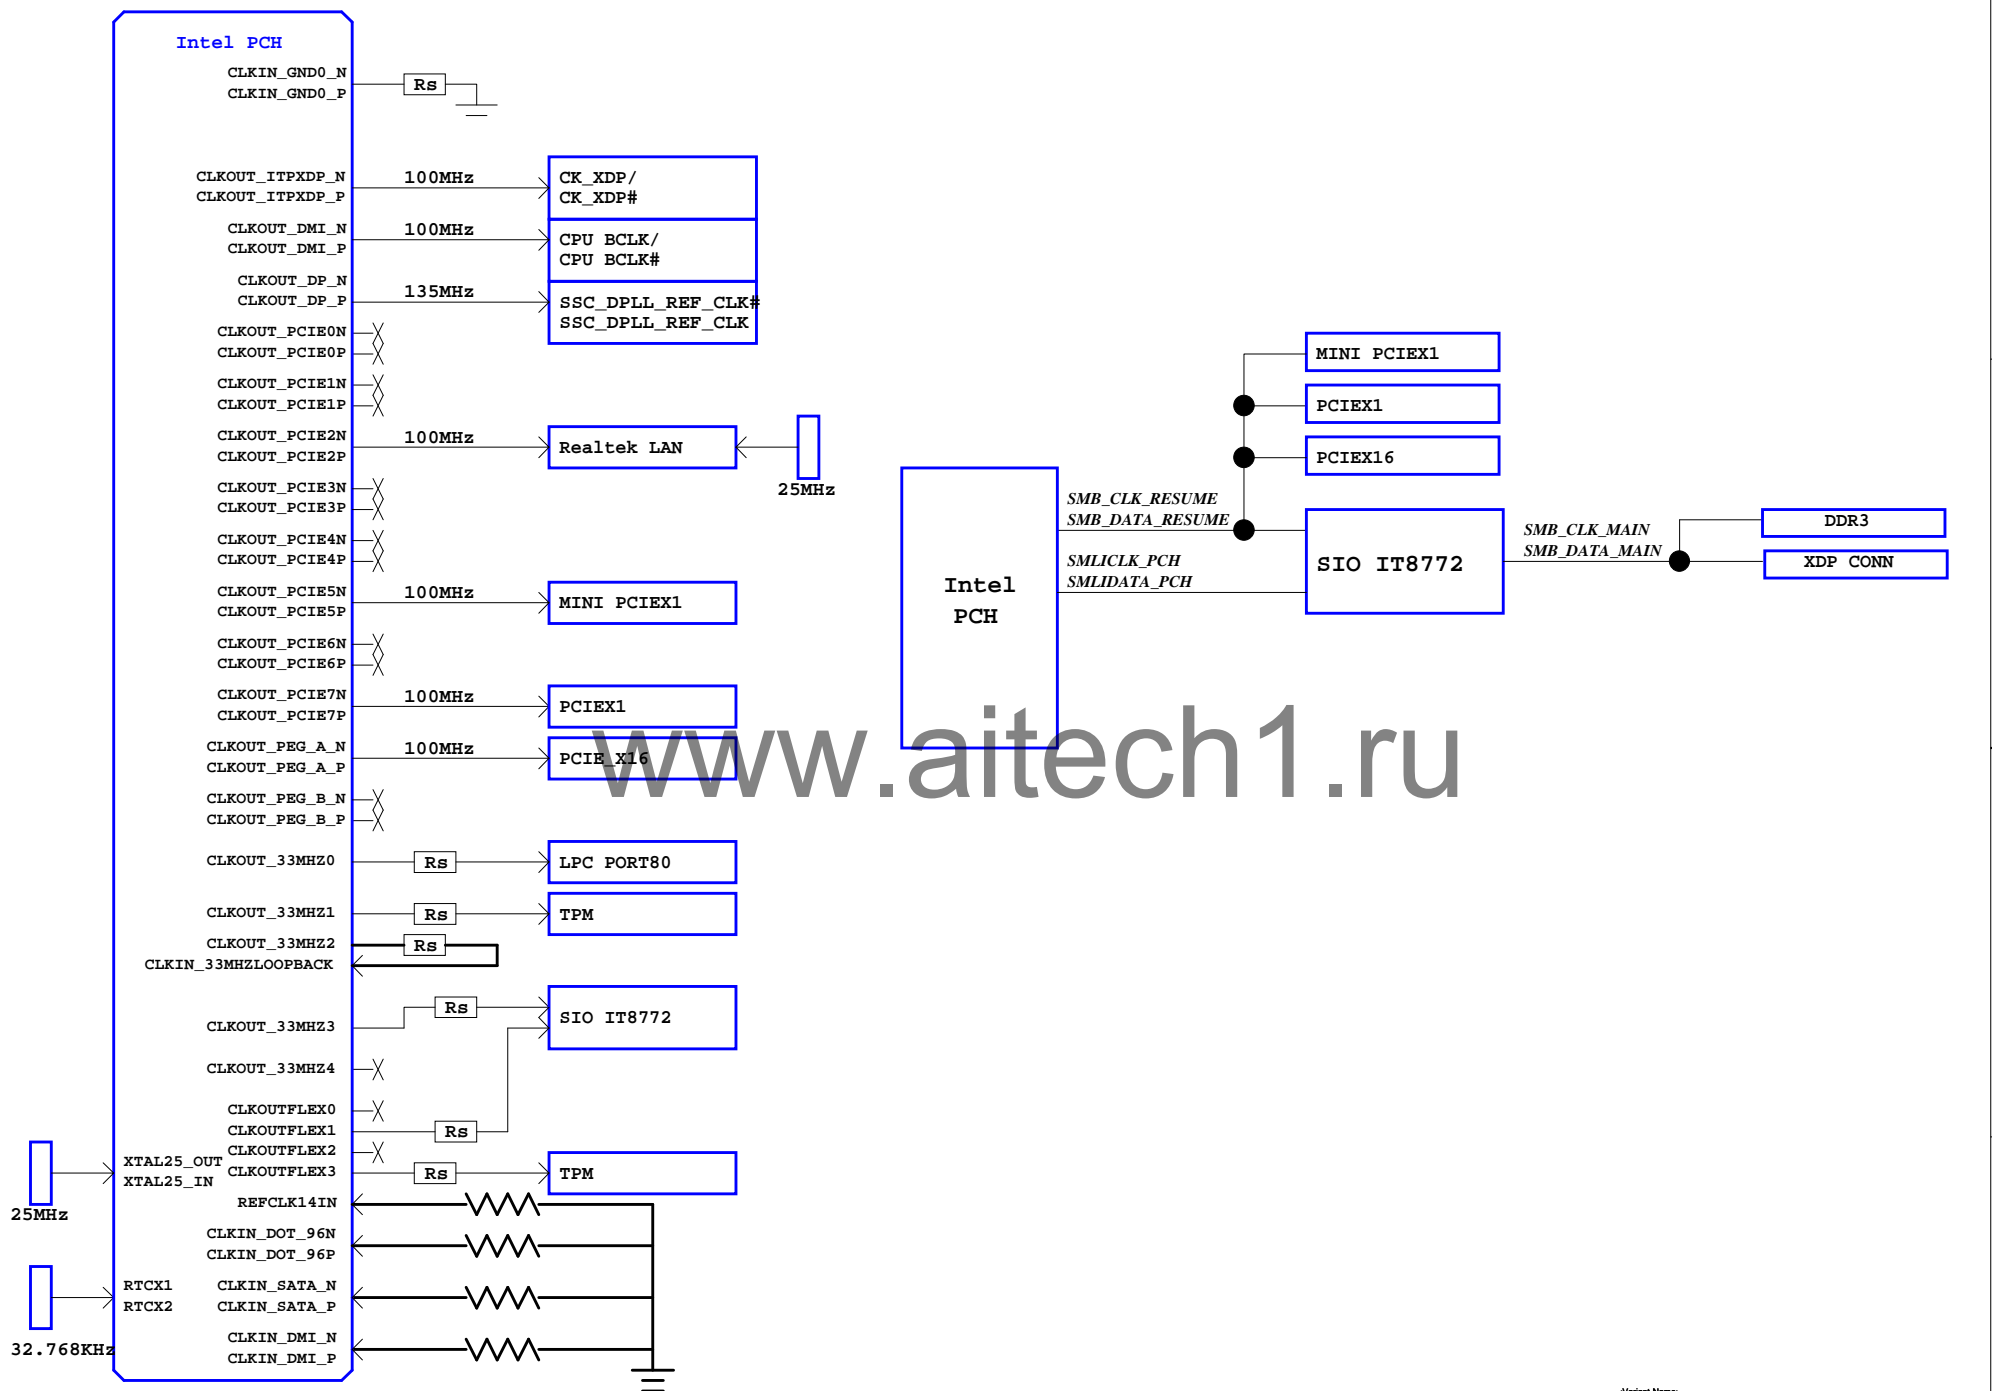 Intel PCH
CLKIN_GND0_N
CLKIN_GND0_P
Rs
CLKOUT_ITPXDP_N
CLKOUT_ITPXDP_P
100MHz
CK_XDP/
CK_XDP#
CLKOUT_DMI_N
CLKOUT_DMI_P
100MHz
CPU BCLK/
CPU BCLK#
CLKOUT_DP_N
CLKOUT_DP_P
135MHz
SSC_DPLL_REF_CLK#
SSC_DPLL_REF_CLK
CLKOUT_PCIE0N
CLKOUT_PCIE0P
CLKOUT_PCIE1N
CLKOUT_PCIE1P
CLKOUT_PCIE2N
CLKOUT_PCIE2P
100MHz
Realtek LAN
25MHz
CLKOUT_PCIE3N
CLKOUT_PCIE3P
CLKOUT_PCIE4N
CLKOUT_PCIE4P
CLKOUT_PCIE5N
CLKOUT_PCIE5P
100MHz
MINI PCIEX1
CLKOUT_PCIE6N
CLKOUT_PCIE6P
CLKOUT_PCIE7N
CLKOUT_PCIE7P
100MHz
PCIEX1
CLKOUT_PEG_A_N
CLKOUT_PEG_A_P
100MHz
PCIE_X16
CLKOUT_PEG_B_N
CLKOUT_PEG_B_P
CLKOUT_33MHZ0
Rs
LPC PORT80
CLKOUT_33MHZ1
Rs
TPM
CLKOUT_33MHZ2
Rs
CLKIN_33MHZLOOPBACK
CLKOUT_33MHZ3
Rs
SIO IT8772
CLKOUT_33MHZ4
CLKOUTFLEX0
CLKOUTFLEX1
Rs
CLKOUTFLEX2
CLKOUTFLEX3
Rs
TPM
XTAL25_OUT
XTAL25_IN
25MHz
REFCLK14IN
CLKIN_DOT_96N
CLKIN_DOT_96P
RTCX1
RTCX2
32.768KHz
CLKIN_SATA_N
CLKIN_SATA_P
CLKIN_DMI_N
CLKIN_DMI_P
MINI PCIEX1
PCIEX1
PCIEX16
Intel
PCH
SMB_CLK_RESUME
SMB_DATA_RESUME
SMLICLK_PCH
SMLIDATA_PCH
SIO IT8772
SMB_CLK_MAIN
SMB_DATA_MAIN
DDR3
XDP CONN
www.aitech1.ru